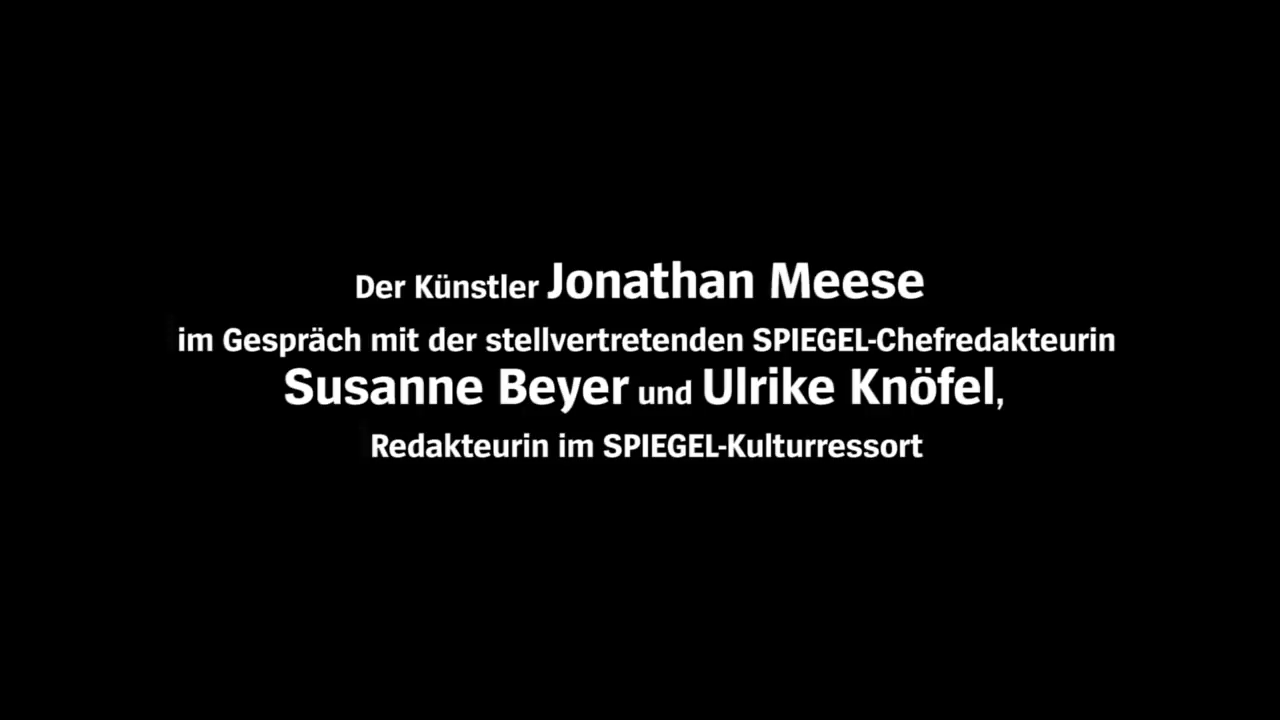 Der Künstler Jonathan Meese
im Gespräch mit der stellvertretenden SPIEGEL-Chefredakteurin
Susanne Beyer und Ulrike Knöfel,
Redakteurin im SPIEGEL-Kulturressort